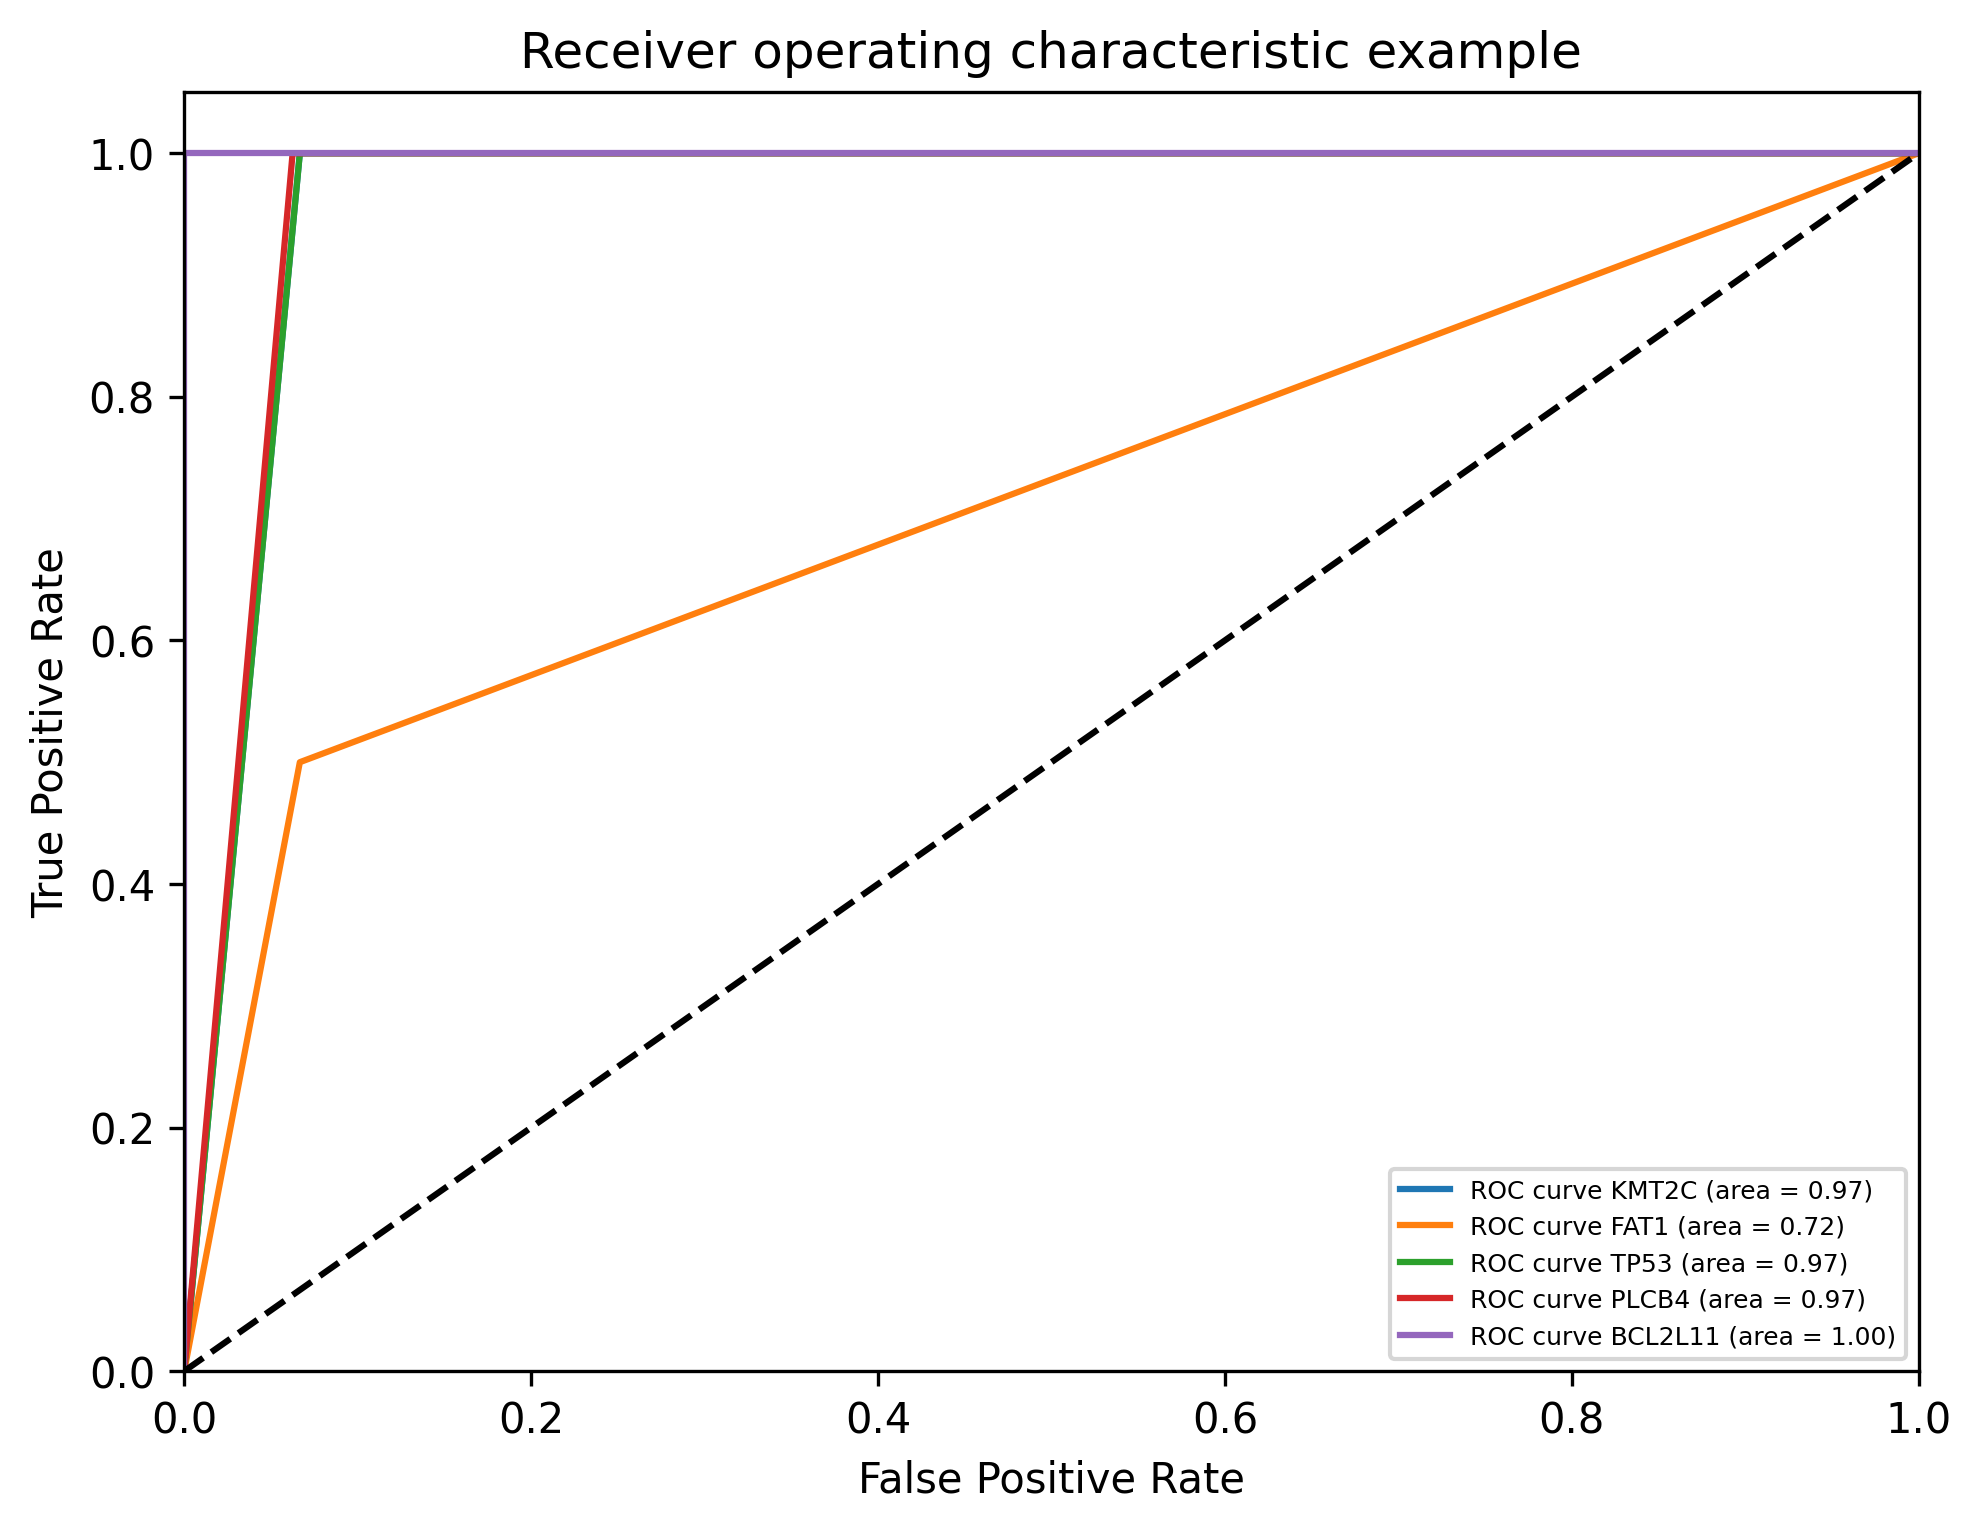 Receiver operating characteristic example
1.0
0.8
0.6
0.4
0.2
0.0
True Positive Rate
0.0 0.2 0.4 0.6 0.8 1.0
False Positive Rate
ROC curve KMT2C (area = 0.97)
ROC curve FAT1 (area = 0.72)
ROC curve TP53 (area = 0.97)
ROC curve PLCB4 (area = 0.97)
ROC curve BCL2L11 (area = 1.00)